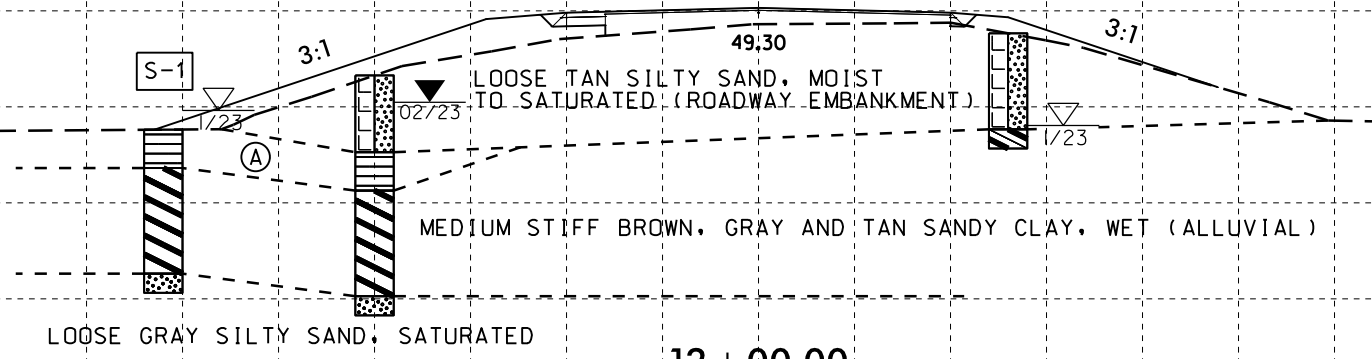 3:1
49.30
3:1
S-1
LOOSE TAN SILTY SAND, MOIST
TO SATURATED (ROADWAY EMBANKMENT)
02/23
1/23
1/23
A
MEDIUM STIFF BROWN, GRAY AND TAN SANDY CLAY, WET (ALLUVIAL)
LOOSE GRAY SILTY SAND, SATURATED